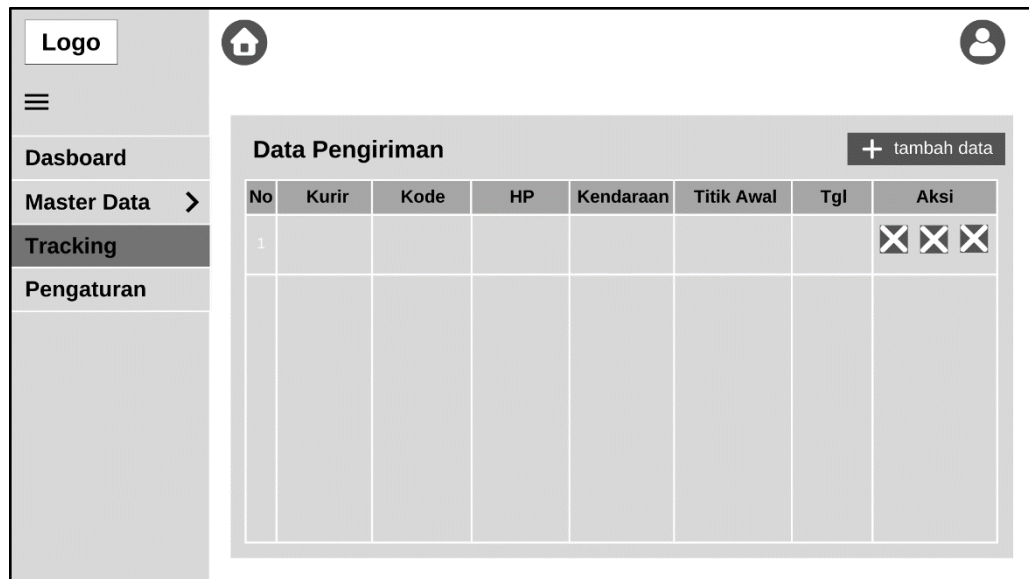 Logo
Dasboard
Master Data
Tracking
Pengaturan
Data Pengiriman
tambah data
No Kurir Kode HP Kendaraan Titik Awal Tgl Aksi
1